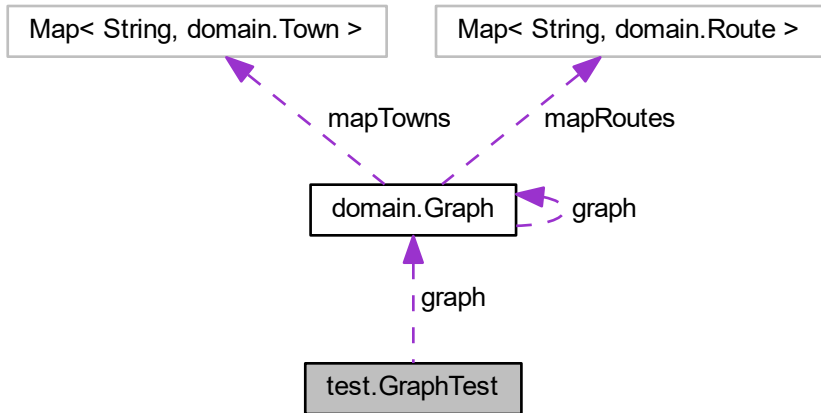 Map< String, domain.Town >
Map< String, domain.Route >
mapTowns
mapRoutes
domain.Graph
graph
graph
test.GraphTest